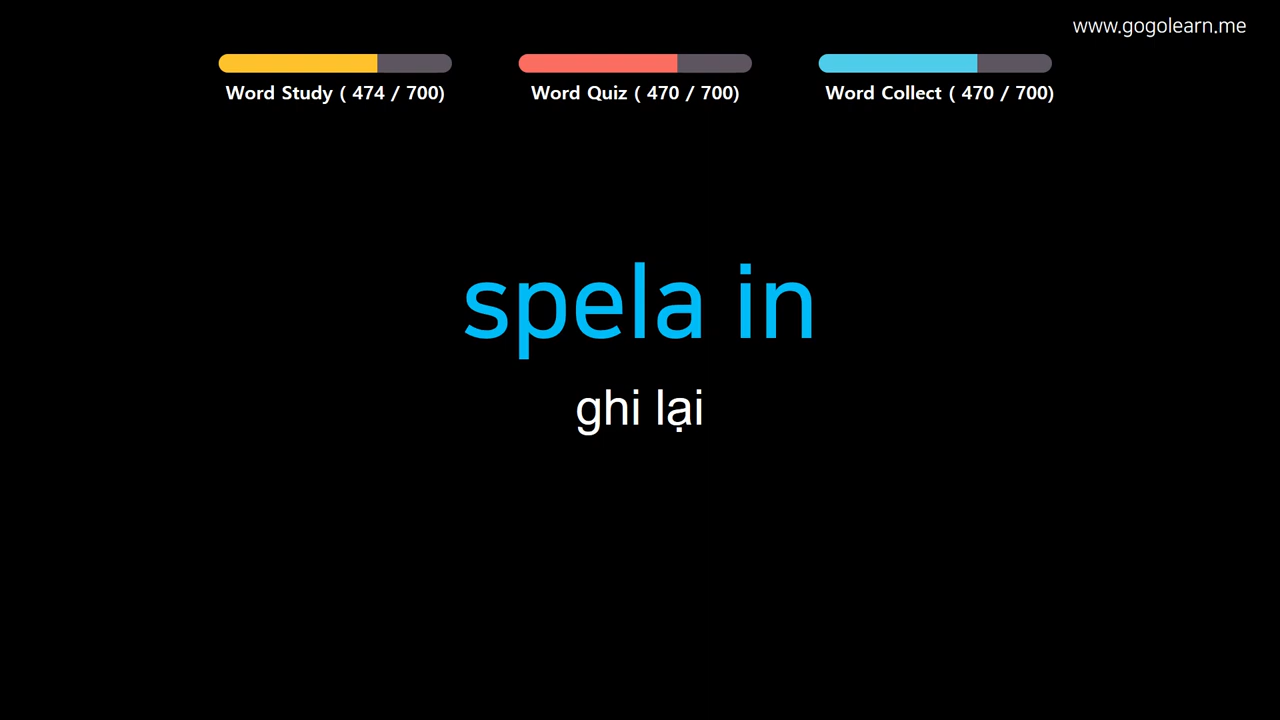 www.gogolearn.me
Word Study ( 474 / 700)
Word Quiz ( 470 / 700)
Word Collect ( 470 / 700)
spela in
ghi lại